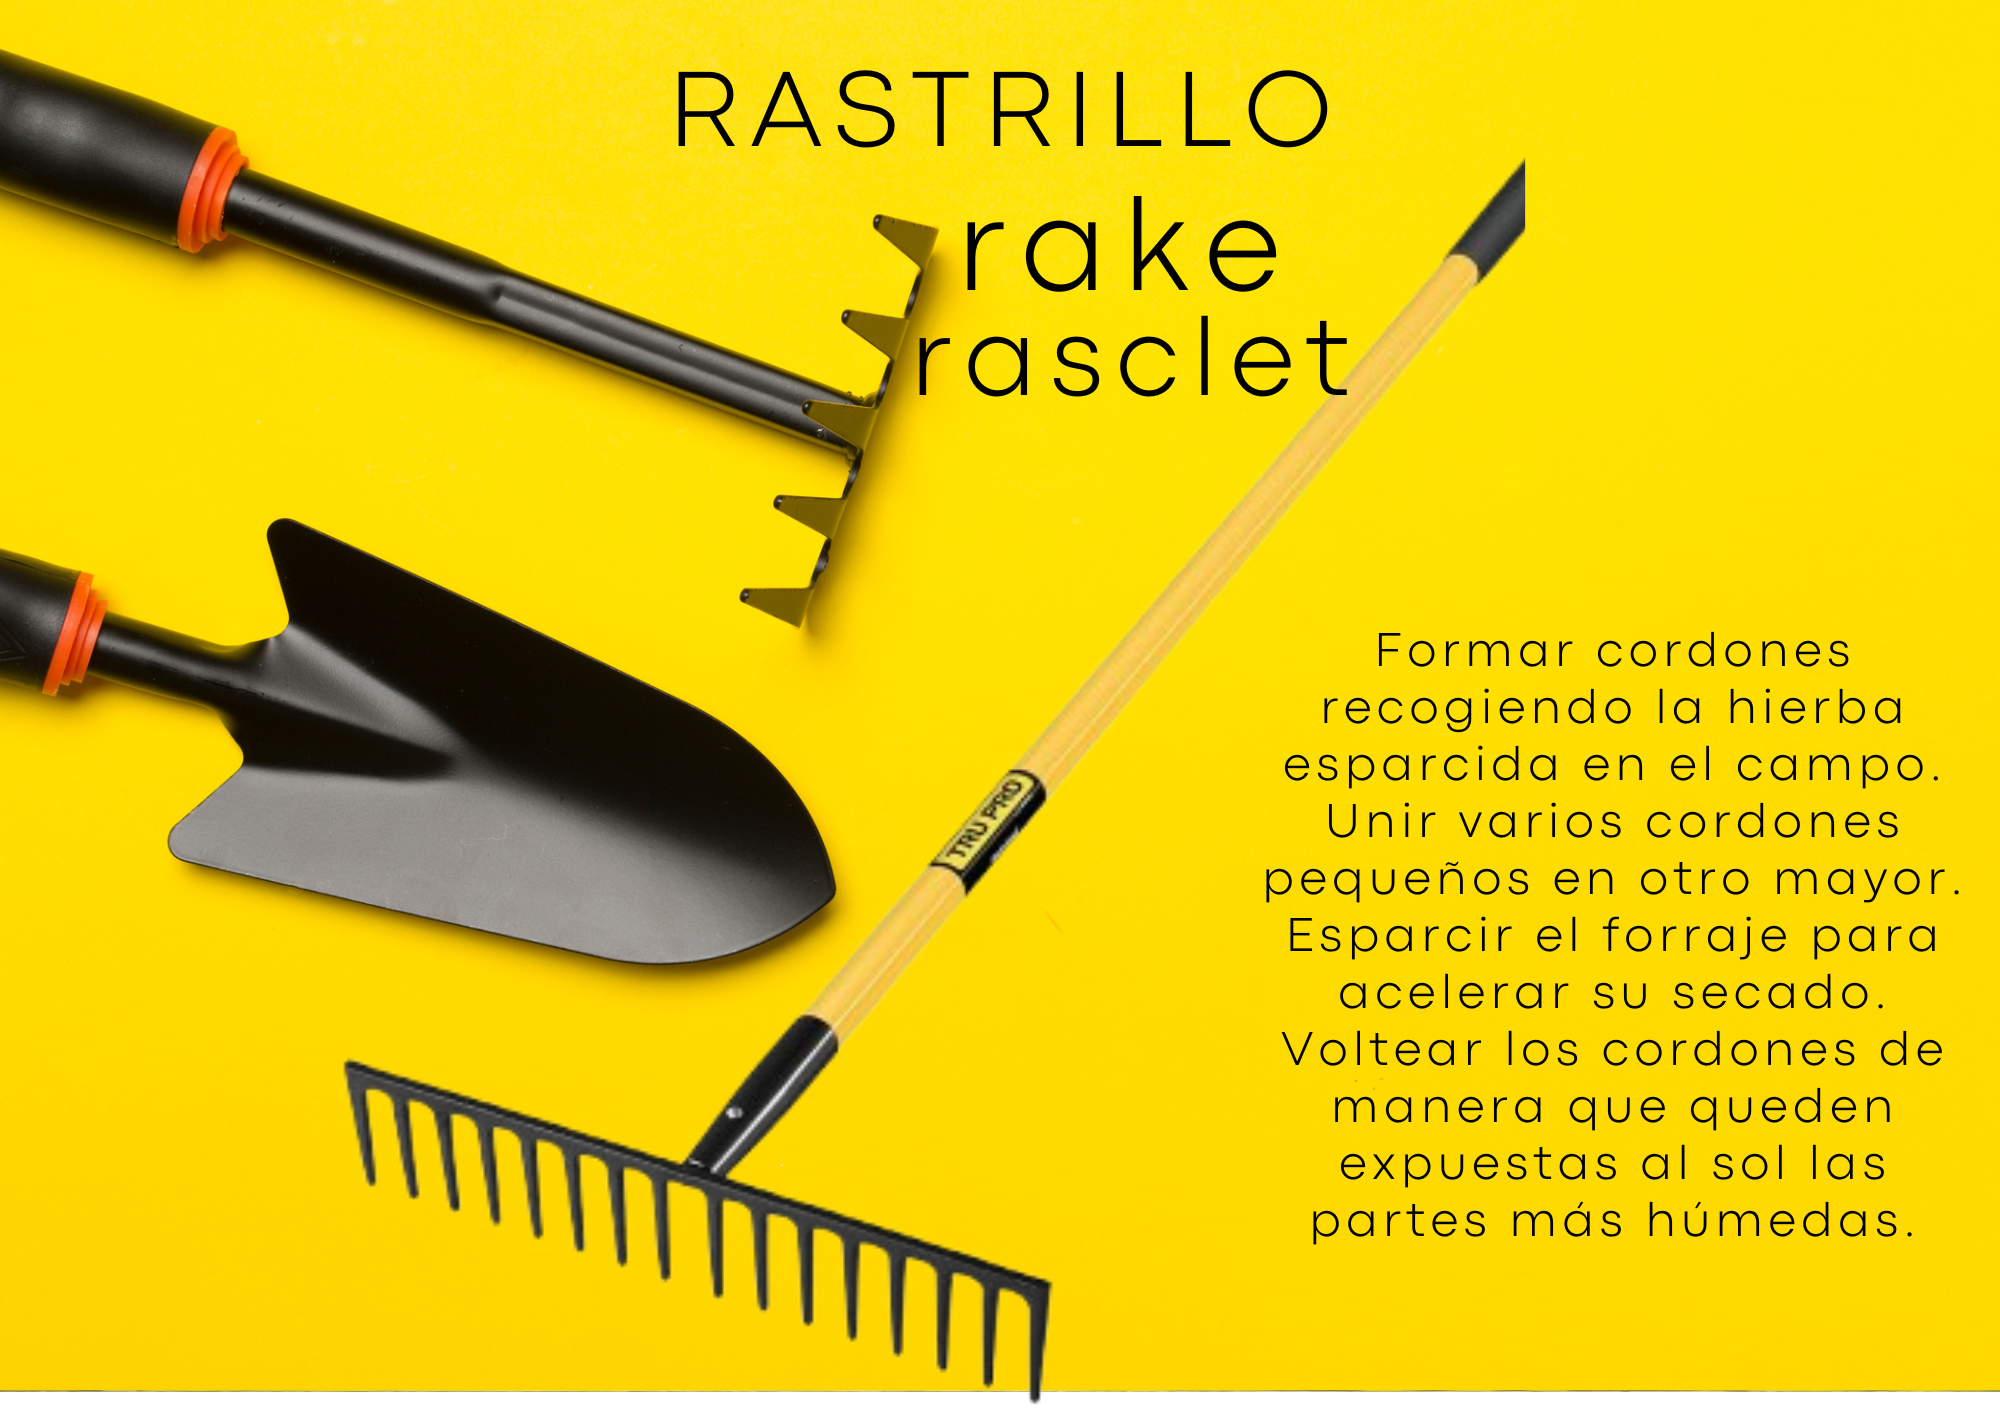 RASTRILLO
rake
rasclet
Formar cordones
recogiendo la hierba
esparcida en el campo.
Unir varios cordones
pequeños en otro mayor.
Esparcir el forraje para
acelerar su secado.
Voltear los cordones de
manera que queden
expuestas al sol las
partes más húmedas.
TRU PRO